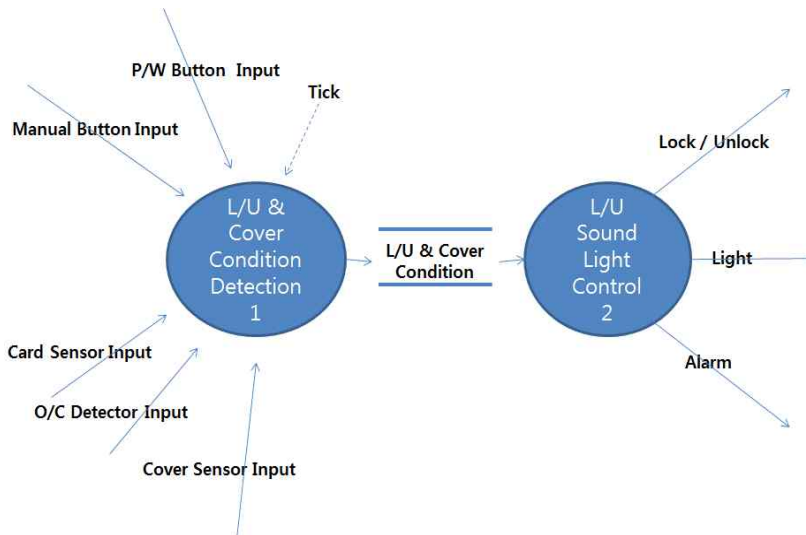 P/W Button  Input
Tick
Manual Button Input
Lock / Unlock
L/U &
Cover
Condition
Detection
1
L/U & Cover
Condition
L/U
Sound
Light
Control
2
Light
Card Sensor Input
Alarm
O/C Detector Input
Cover Sensor Input